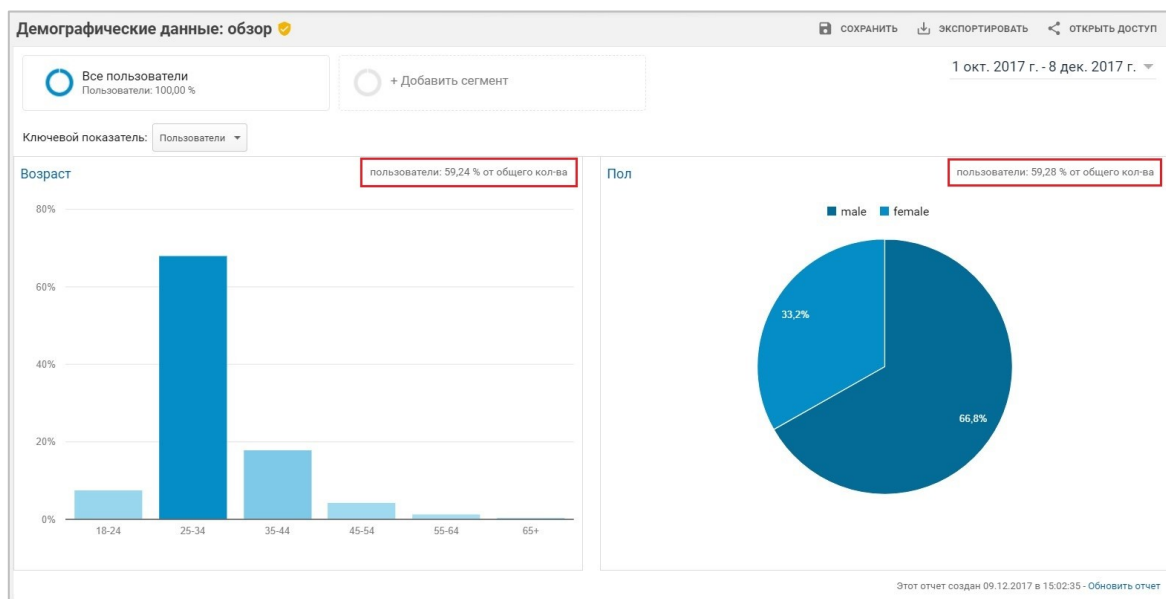 Демографические данные: обзор
СОХРАНИТЬ
ЭКСПОРТИРОВАТЬ
ОТКРЫТЬ ДОСТУП
Все пользователи
Пользователи: 100,00 %
+ Добавить сегмент
1 окт. 2017 г. - 8 дек. 2017 г.
Ключевой показатель: Пользователи
Возраст
пользователи: 59,24 % от общего кол-ва
80%
60%
40%
20%
0%
18-24 25-34 35-44 45-54 55-64 65+
Пол
пользователи: 59,28 % от общего кол-ва
male female
33,2%
66,8%
Этот отчет создан 09.12.2017 в 15:02:35 - Обновить отчет